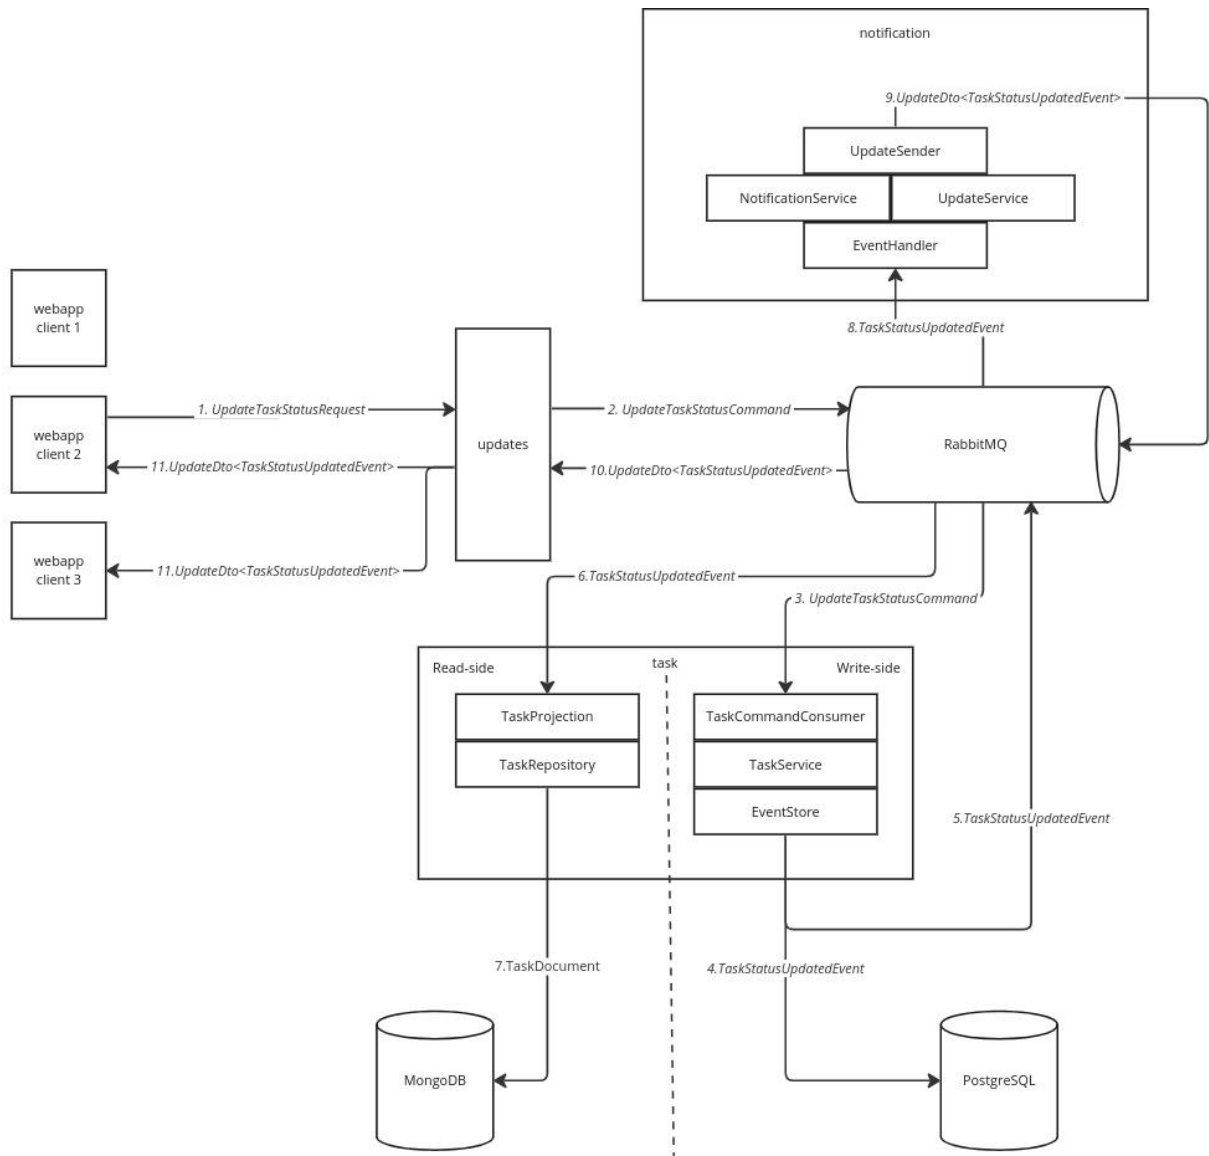 notification
9.UpdateDto<TaskStatusUpdatedEvent>
UpdateSender
NotificationService
UpdateService
EventHandler
8.TaskStatusUpdatedEvent
webapp
client 1
webapp
client 2
webapp
client 3
1. UpdateTaskStatusRequest
11.UpdateDto<TaskStatusUpdatedEvent>
11.UpdateDto<TaskStatusUpdatedEvent>
updates
2. UpdateTaskStatusCommand
10.UpdateDto<TaskStatusUpdatedEvent>
RabbitMQ
6.TaskStatusUpdatedEvent
3. UpdateTaskStatusCommand
Read-side
task
Write-side
TaskProjection
TaskRepository
TaskCommandConsumer
TaskService
EventStore
5.TaskStatusUpdatedEvent
7.TaskDocument
4.TaskStatusUpdatedEvent
MongoDB
PostgreSQL